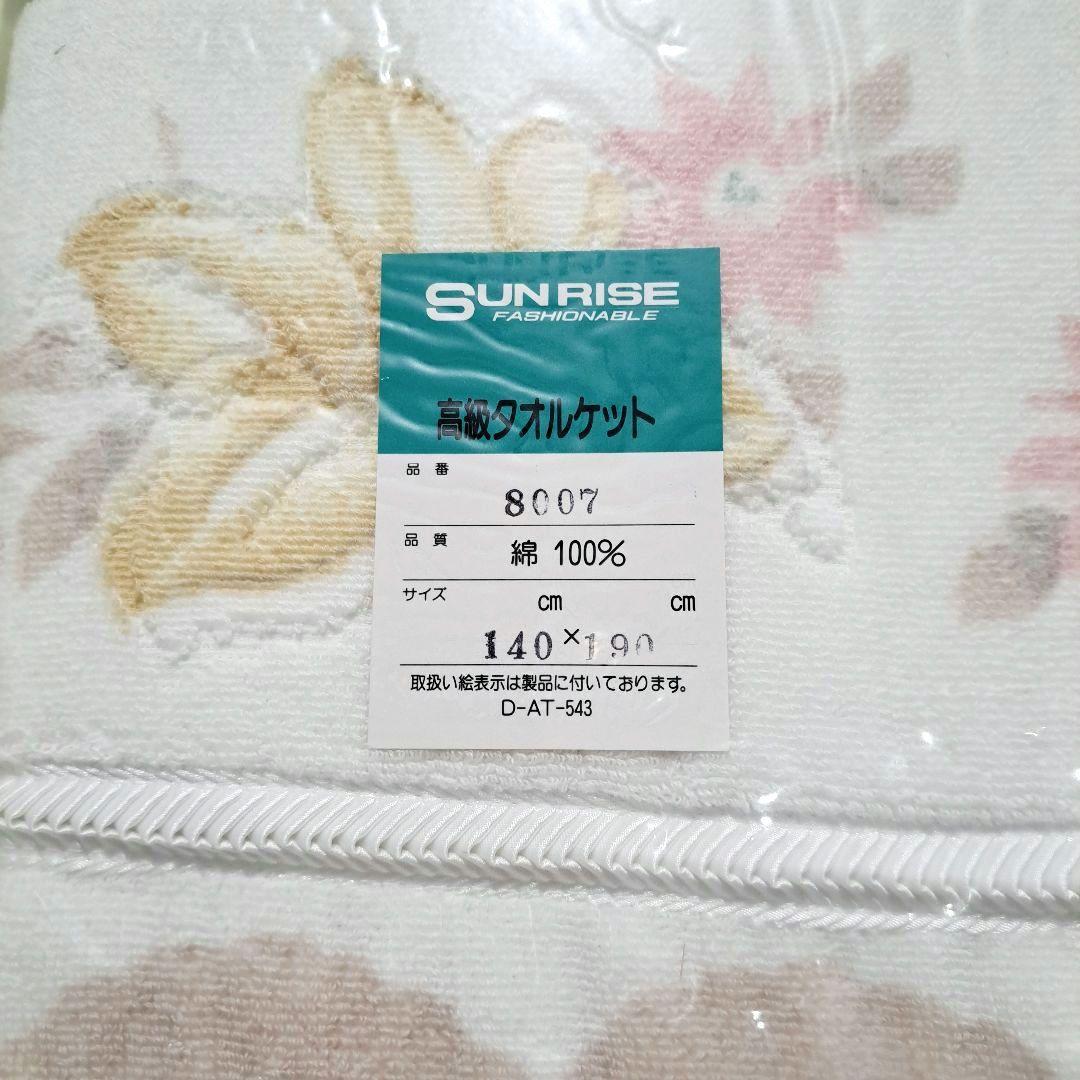 SUNRISE
FASHIONABLE
高級タオルケット
品番
8007
品質
綿 100%
サイズ
cm cm
140×190
取扱い絵表示は製品に付いております。
D-AT-543